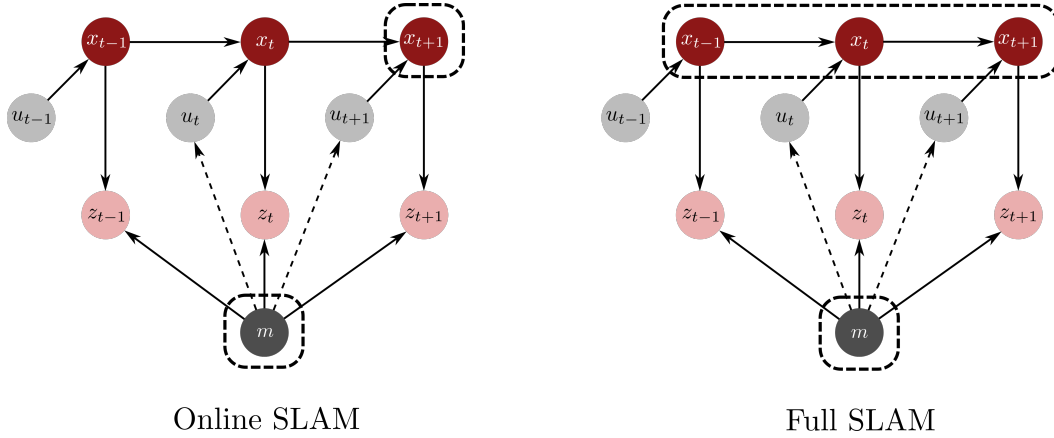 x_{t-1} x_t x_{t+1}
u_{t-1} u_t u_{t+1}
z_{t-1} z_t z_{t+1}
m
Online SLAM
x_{t-1} x_t x_{t+1}
u_{t-1} u_t u_{t+1}
z_{t-1} z_t z_{t+1}
m
Full SLAM